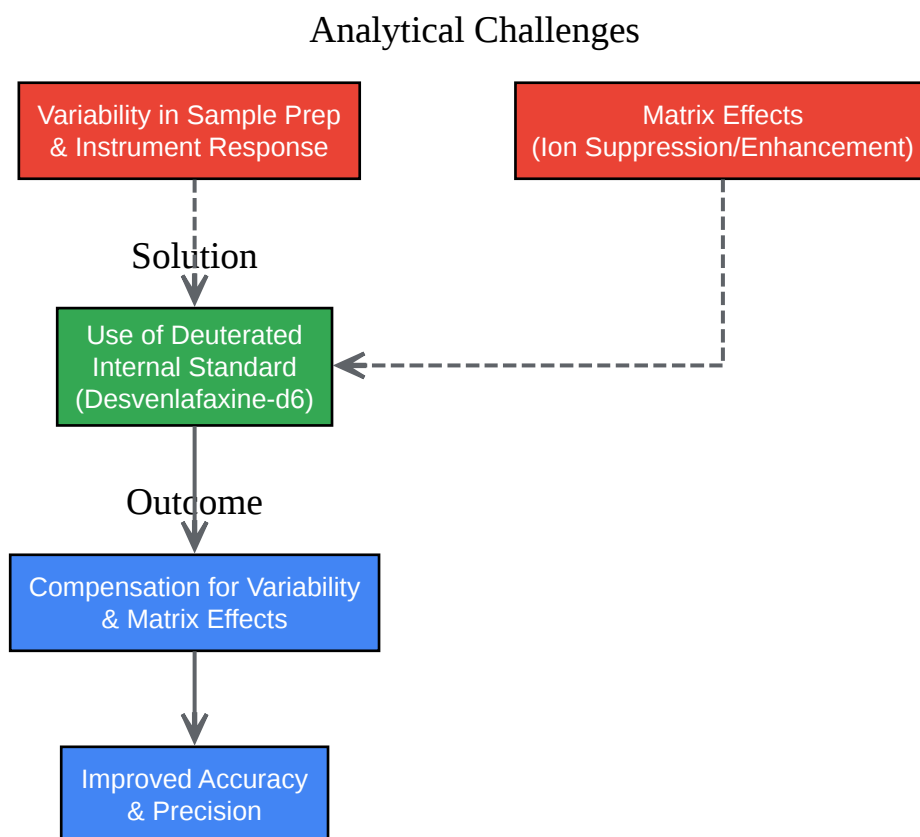 Analytical Challenges
Variability in Sample Prep
& Instrument Response
Matrix Effects
(Ion Suppression/Enhancement)
Solution
Use of Deuterated
Internal Standard
(Desvenlafaxine-d6)
Outcome
Compensation for Variability
& Matrix Effects
Improved Accuracy
& Precision